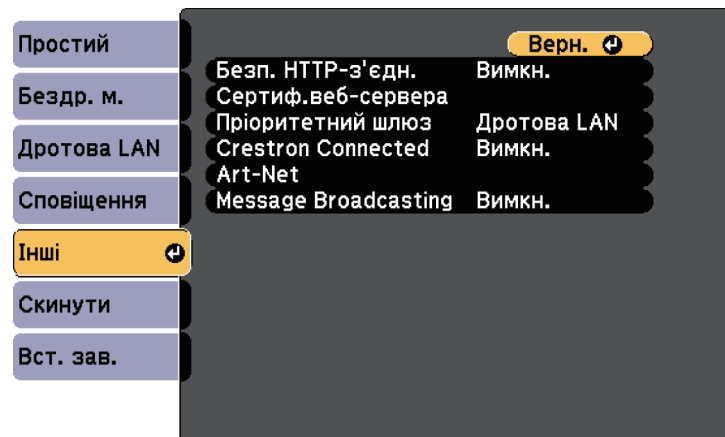 Простий
Бездр. м.
Дротова LAN
Сповіщення
Інші
Скинути
Вст. зав.
Верн.
Безп. HTTP-з'єдн. Вимкн.
Сертиф.веб-сервера
Пріоритетний шлюз Дротова LAN
Crestron Connected Вимкн.
Art-Net
Message Broadcasting Вимкн.